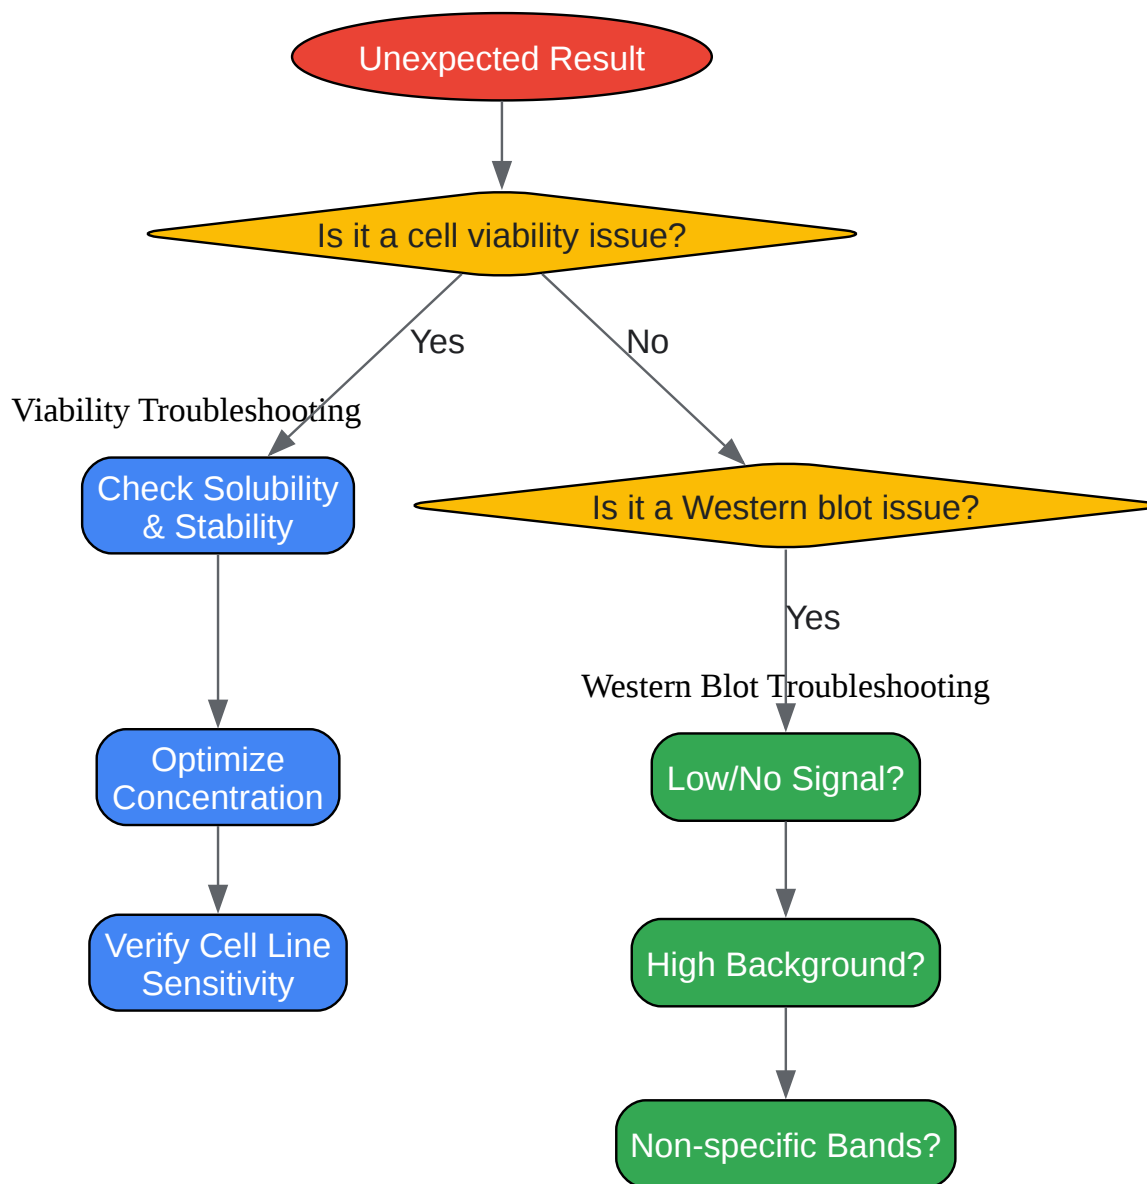 Unexpected Result
Is it a cell viability issue?
Yes
No
Viability Troubleshooting
Check Solubility
& Stability
Is it a Western blot issue?
Yes
Western Blot Troubleshooting
Optimize
Concentration
Low/No Signal?
Verify Cell Line
Sensitivity
High Background?
Non-specific Bands?